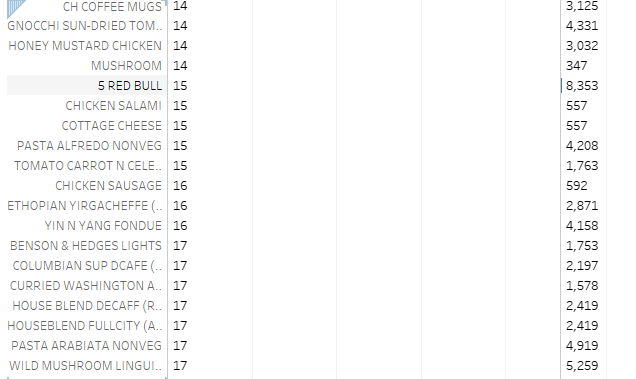 CH COFFEE MUGS 14 3,125
GNOCCHI SUN-DRIED TOM.. 14 4,331
HONEY MUSTARD CHICKEN 14 3,032
MUSHROOM 14 347
5 RED BULL 15 8,353
CHICKEN SALAMI 15 557
COTTAGE CHEESE 15 557
PASTA ALFREDO NONVEG 15 4,208
TOMATO CARROT N CELE.. 15 1,763
CHICKEN SAUSAGE 16 592
ETHOPIAN YIRGACHEFFE (.. 16 2,871
YIN N YANG FONDUE 16 4,158
BENSON & HEDGES LIGHTS 17 1,753
COLUMBIAN SUP DCAFE (.. 17 2,197
CURRIED WASHINGTON A.. 17 1,578
HOUSE BLEND DECAFF (R.. 17 2,419
HOUSEBLEND FULLCITY (A.. 17 2,419
PASTA ARABIATA NONVEG 17 4,919
WILD MUSHROOM LINGUI.. 17 5,259